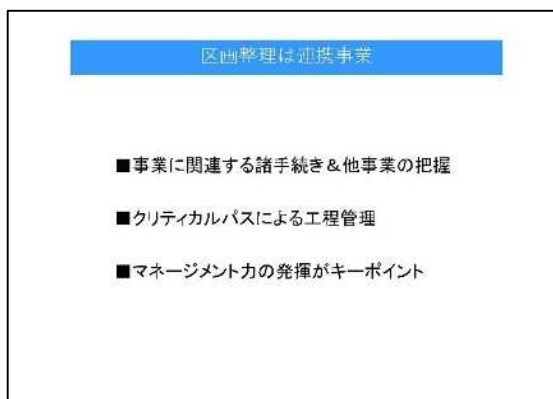 区画整理は連携事業
■事業に関連する諸手続き＆他事業の把握
■クリティカルパスによる工程管理
■マネージメント力の発揮がキーポイント